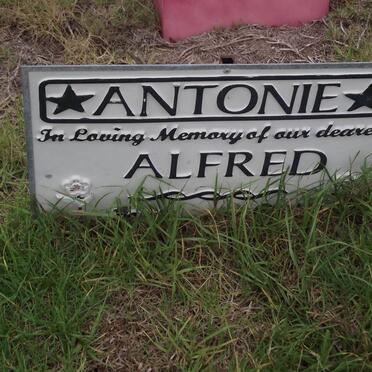 ANTONIE
In Loving Memory of our deare
ALFRED